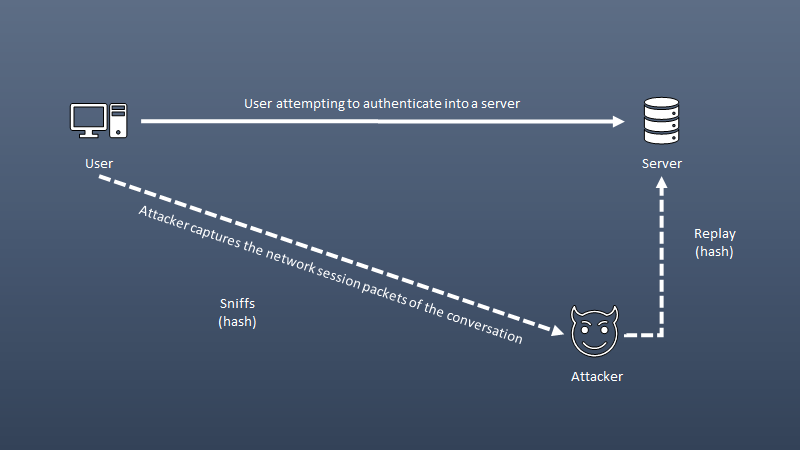 User attempting to authenticate into a server
User
Server
Attacker captures the network session packets of the conversation
Replay
(hash)
Sniffs
(hash)
Attacker